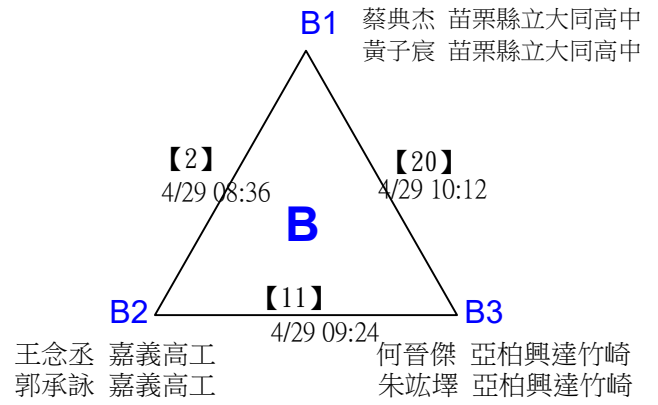 B1
蔡典杰 苗栗縣立大同高中
黃子宸 苗栗縣立大同高中
【2】
4/29 08:36
【20】
4/29 10:12
B
B2
【11】
4/29 09:24
B3
王念丞 嘉義高工
郭承詠 嘉義高工
何晉傑 亞柏興達竹崎
朱竑墿 亞柏興達竹崎